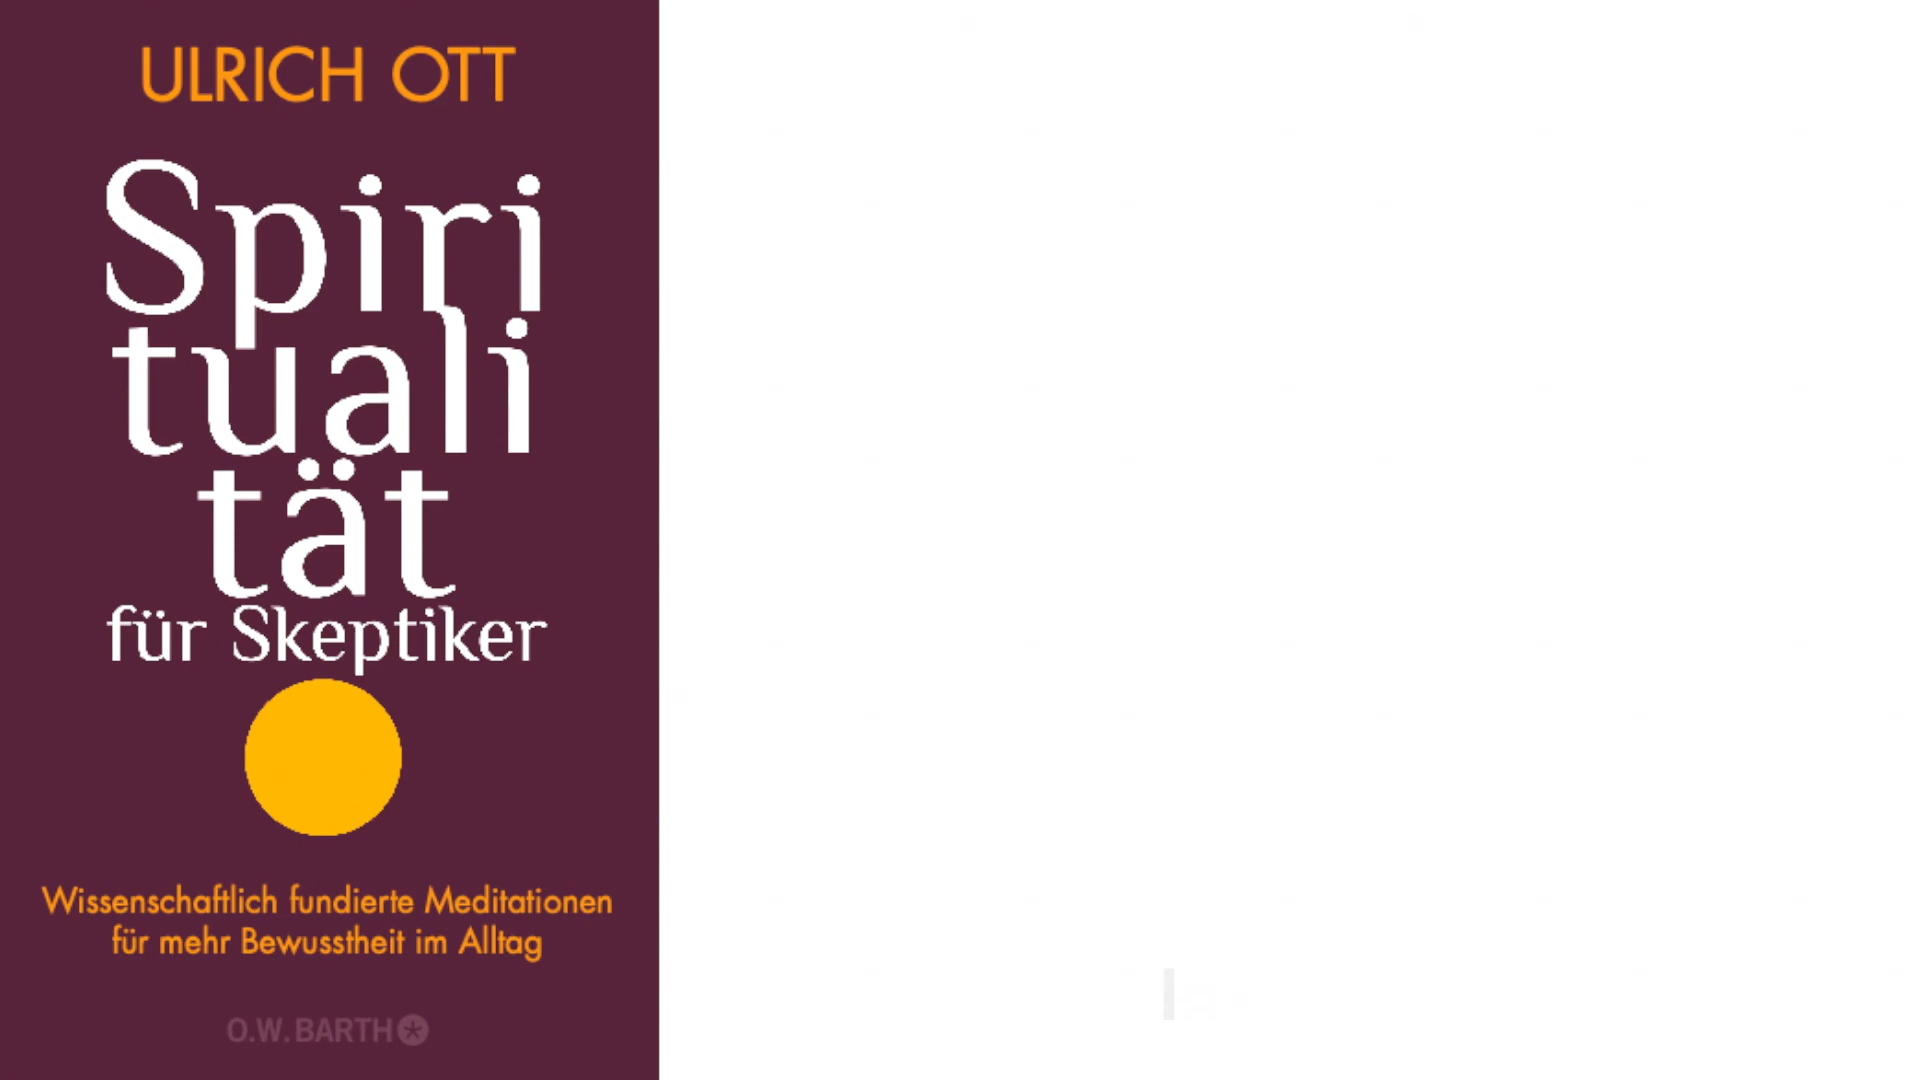 ULRICH OTT
Spiri
tuali
tät
für Skeptiker
Wissenschaftlich fundierte Meditationen
für mehr Bewusstheit im Alltag
O.W. BARTH